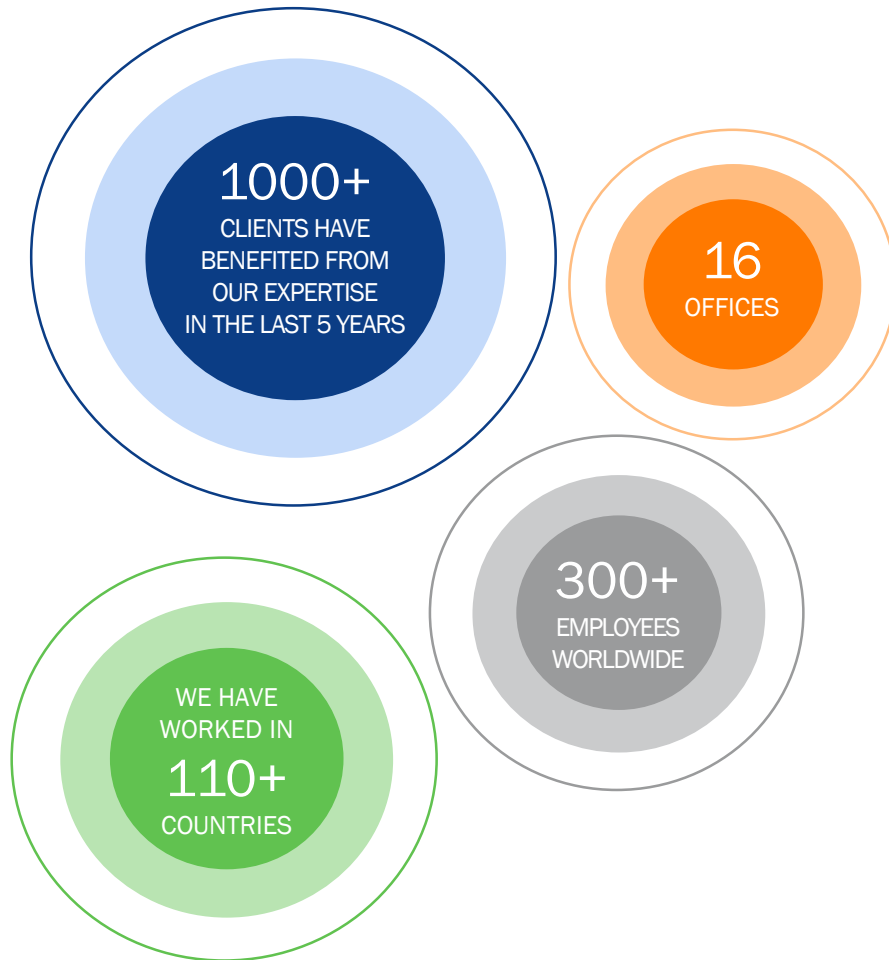 1000+
CLIENTS HAVE
BENEFITED FROM
OUR EXPERTISE
IN THE LAST 5 YEARS
16
OFFICES
300+
EMPLOYEES
WORLDWIDE
WE HAVE
WORKED IN
110+
COUNTRIES